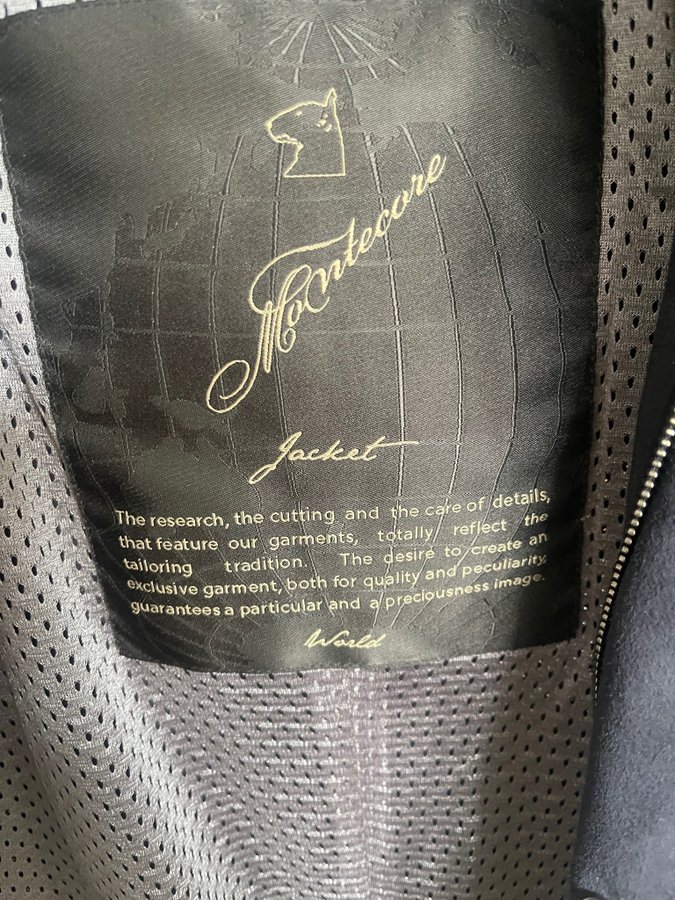 Montecore
Jacket
The research, the cutting and the care of details,
that feature our garments, totally reflect the
tailoring tradition. The desire to create an
exclusive garment, both for quality and peculiarity,
guarantees a particular and a preciousness image.
World